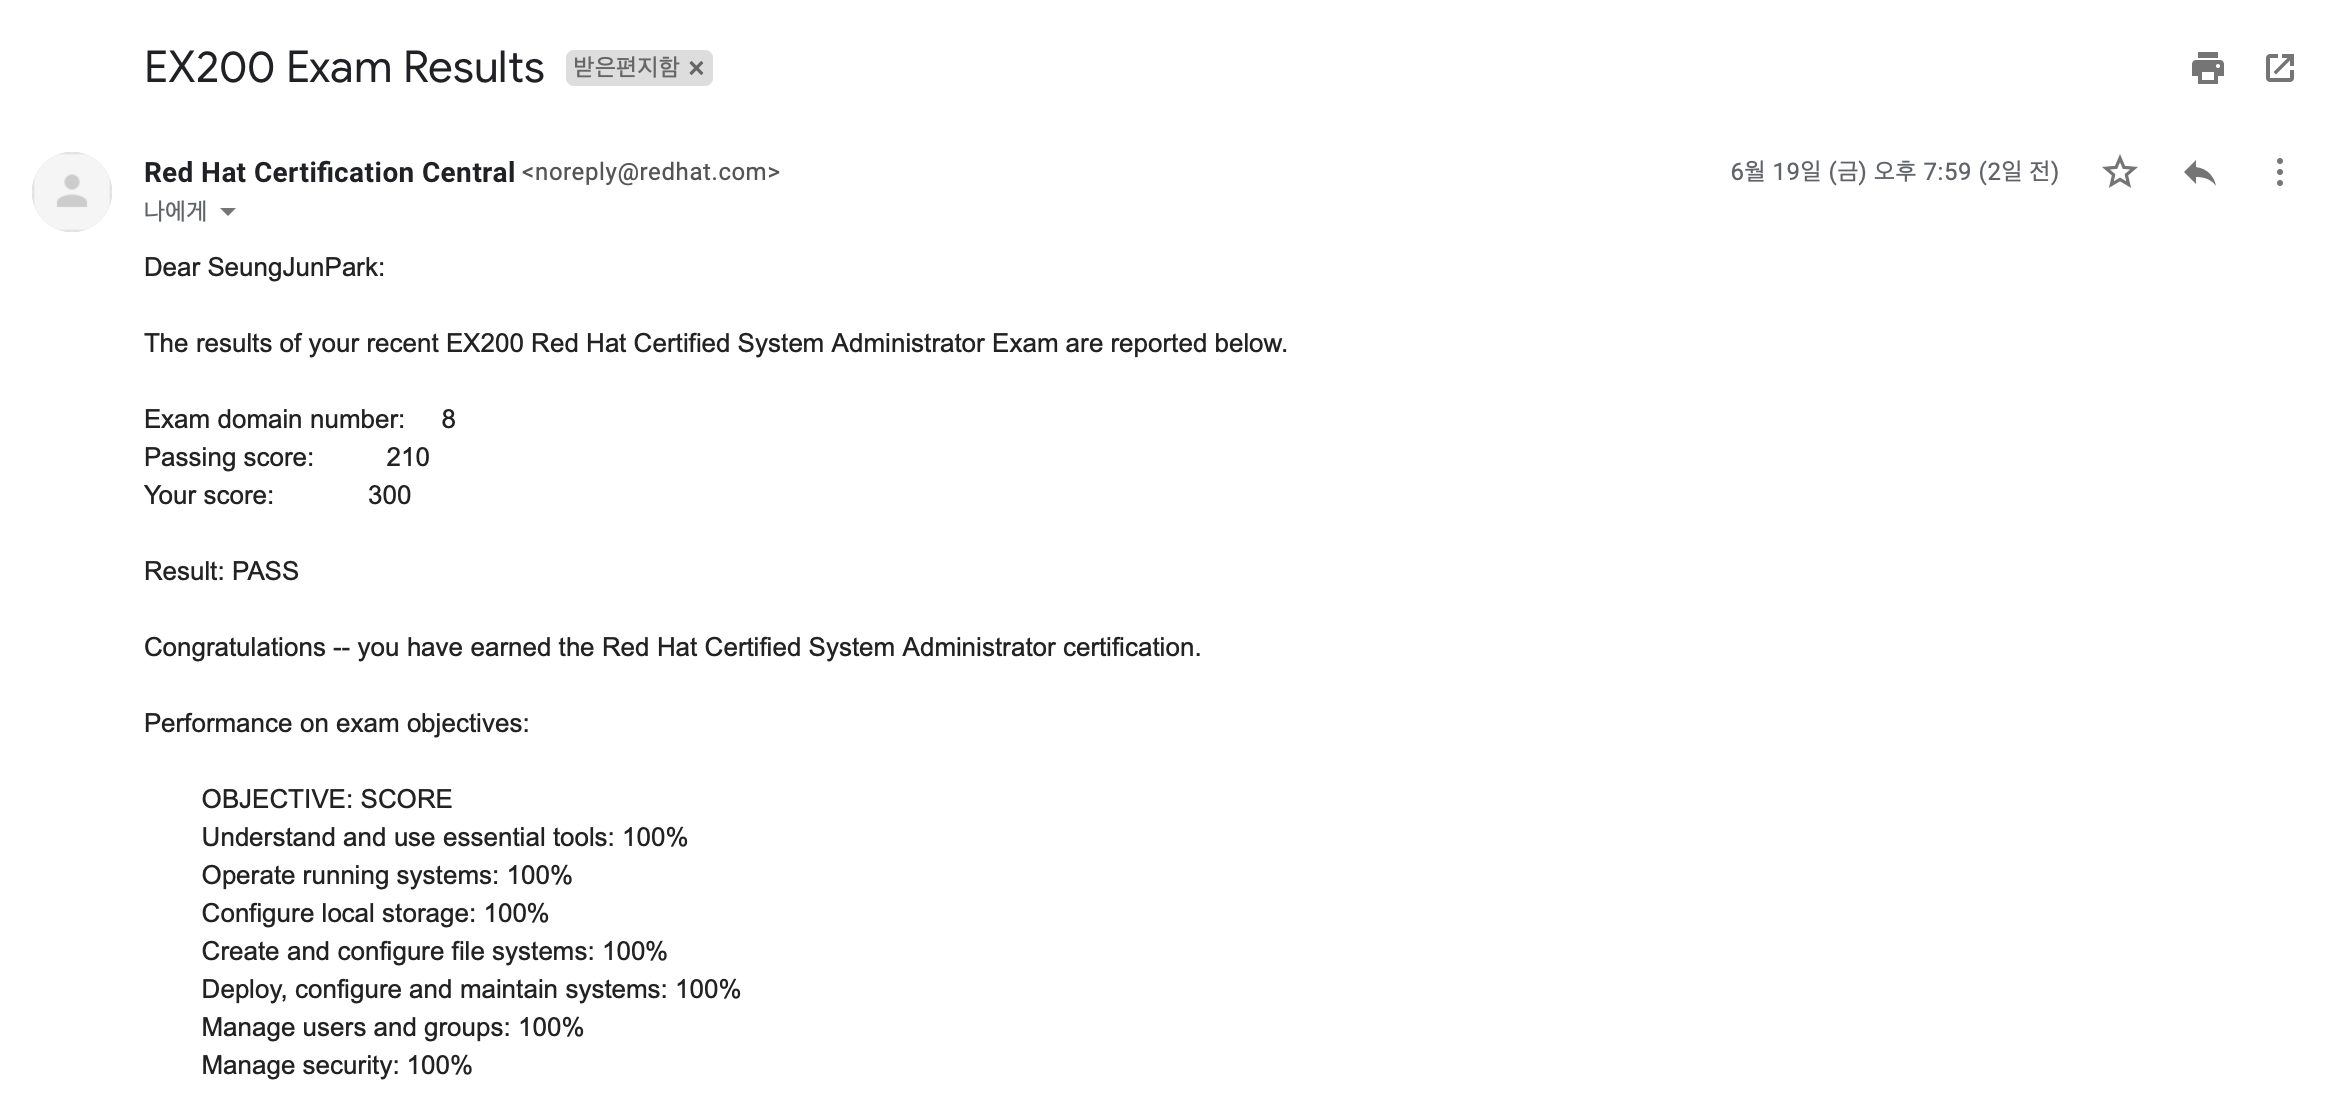 EX200 Exam Results 받은편지함 ×
Red Hat Certification Central <noreply@redhat.com> 6월 19일 (금) 오후 7:59 (2일 전)
나에게
Dear SeungJunPark:
The results of your recent EX200 Red Hat Certified System Administrator Exam are reported below.
Exam domain number: 8
Passing score: 210
Your score: 300
Result: PASS
Congratulations -- you have earned the Red Hat Certified System Administrator certification.
Performance on exam objectives:
OBJECTIVE: SCORE
Understand and use essential tools: 100%
Operate running systems: 100%
Configure local storage: 100%
Create and configure file systems: 100%
Deploy, configure and maintain systems: 100%
Manage users and groups: 100%
Manage security: 100%